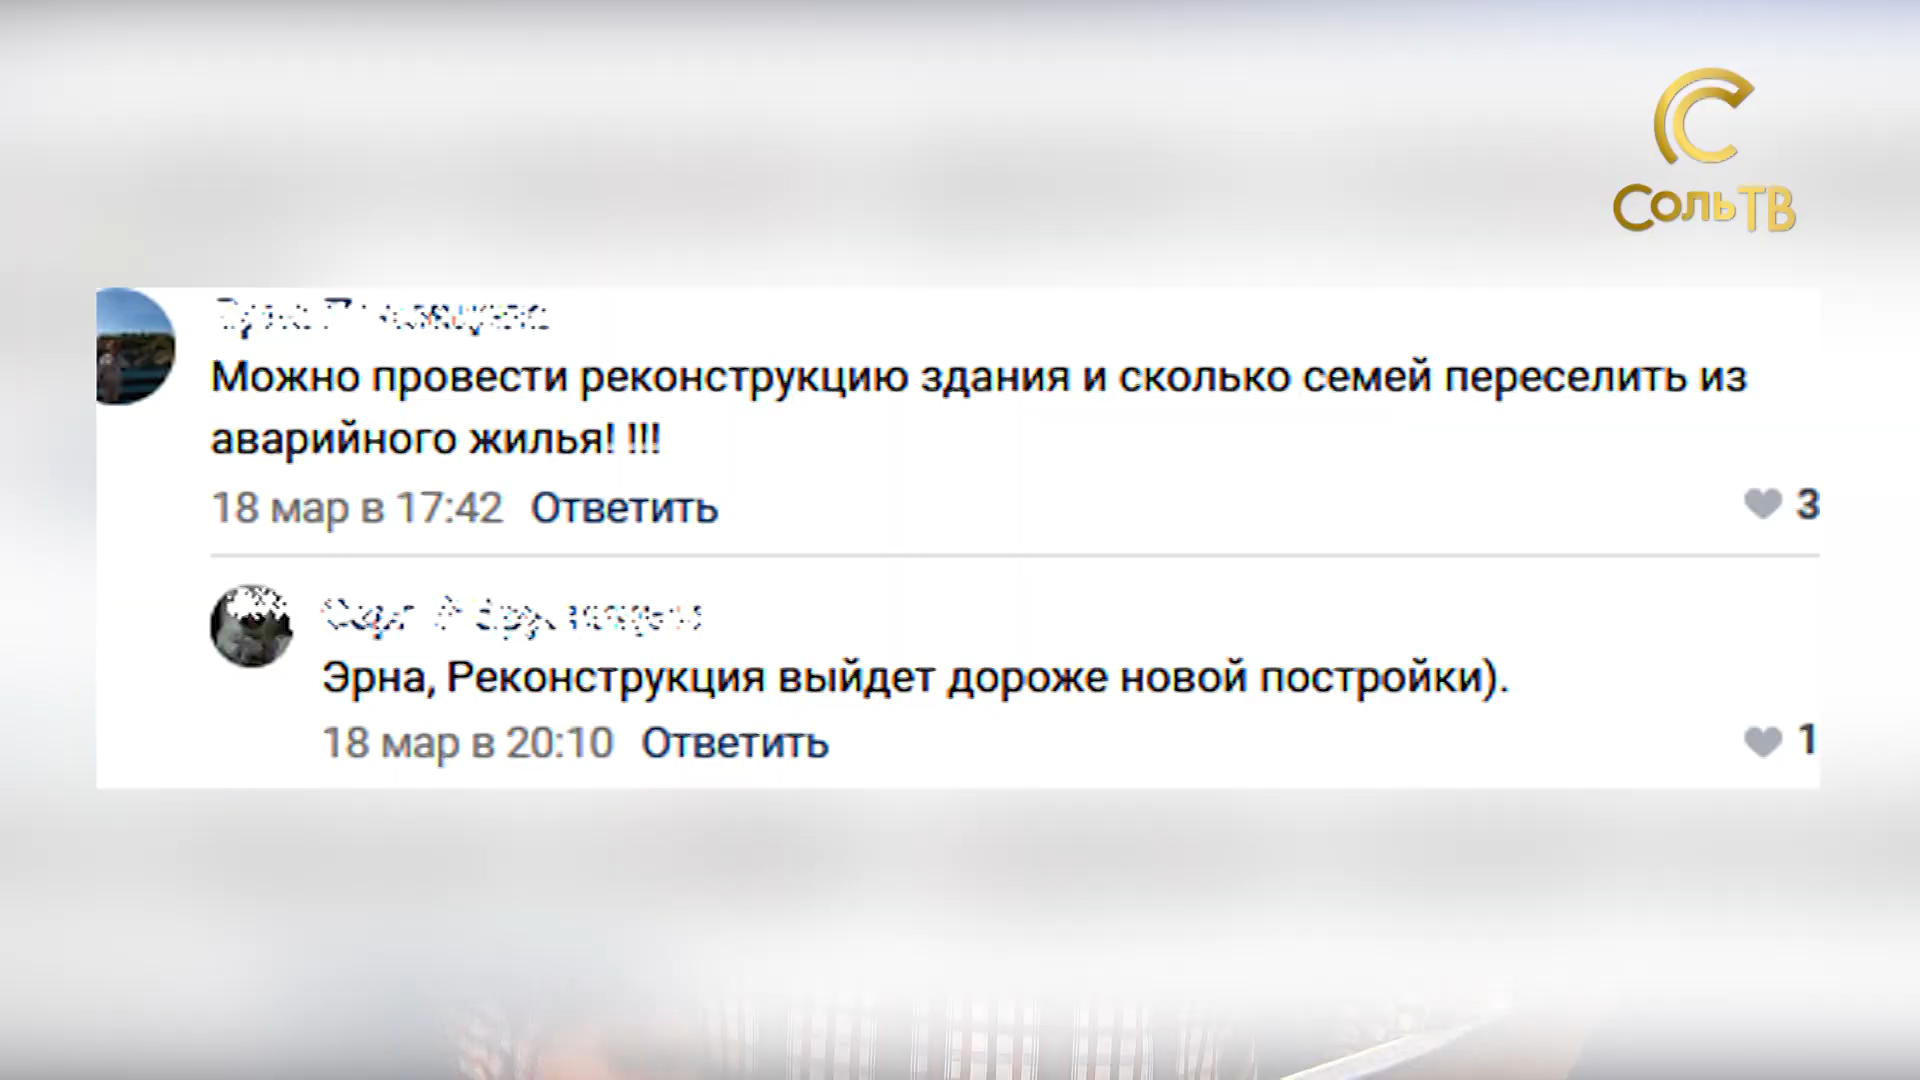 СольТВ
Можно провести реконструкцию здания и сколько семей переселить из
аварийного жилья! !!!
18 мар в 17:42 Ответить
3
Эрна, Реконструкция выйдет дороже новой постройки).
18 мар в 20:10 Ответить
1